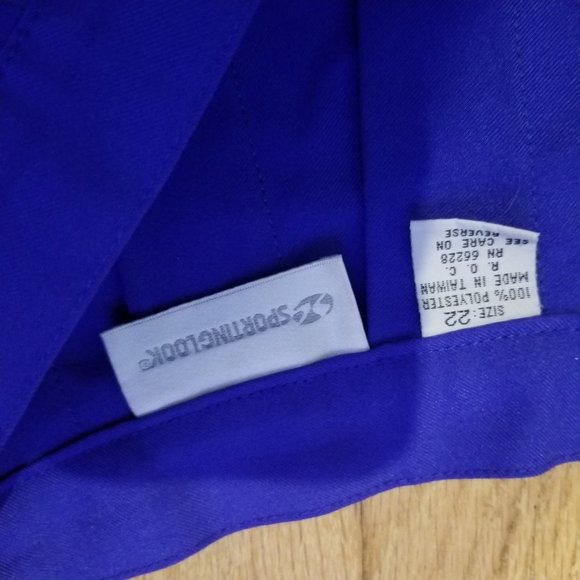 SPORTINGLOOK®
SIZE: 22
100% POLYESTER
MADE IN TAIWAN
R. O. C.
RN 66228
SEE CARE ON
REVERSE